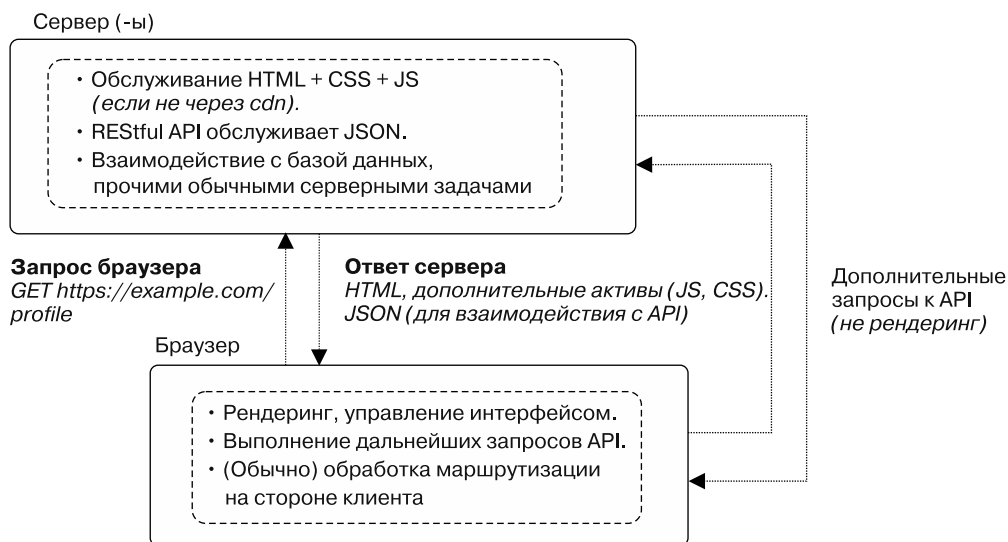 Сервер (-ы)
• Обслуживание HTML + CSS + JS
(если не через cdn).
• REStful API обслуживает JSON.
• Взаимодействие с базой данных,
прочими обычными серверными задачами
Запрос браузера
GET https://example.com/
profile
Ответ сервера
HTML, дополнительные активы (JS, CSS).
JSON (для взаимодействия с API)
Дополнительные
запросы к API
(не рендеринг)
Браузер
• Рендеринг, управление интерфейсом.
• Выполнение дальнейших запросов API.
• (Обычно) обработка маршрутизации
на стороне клиента